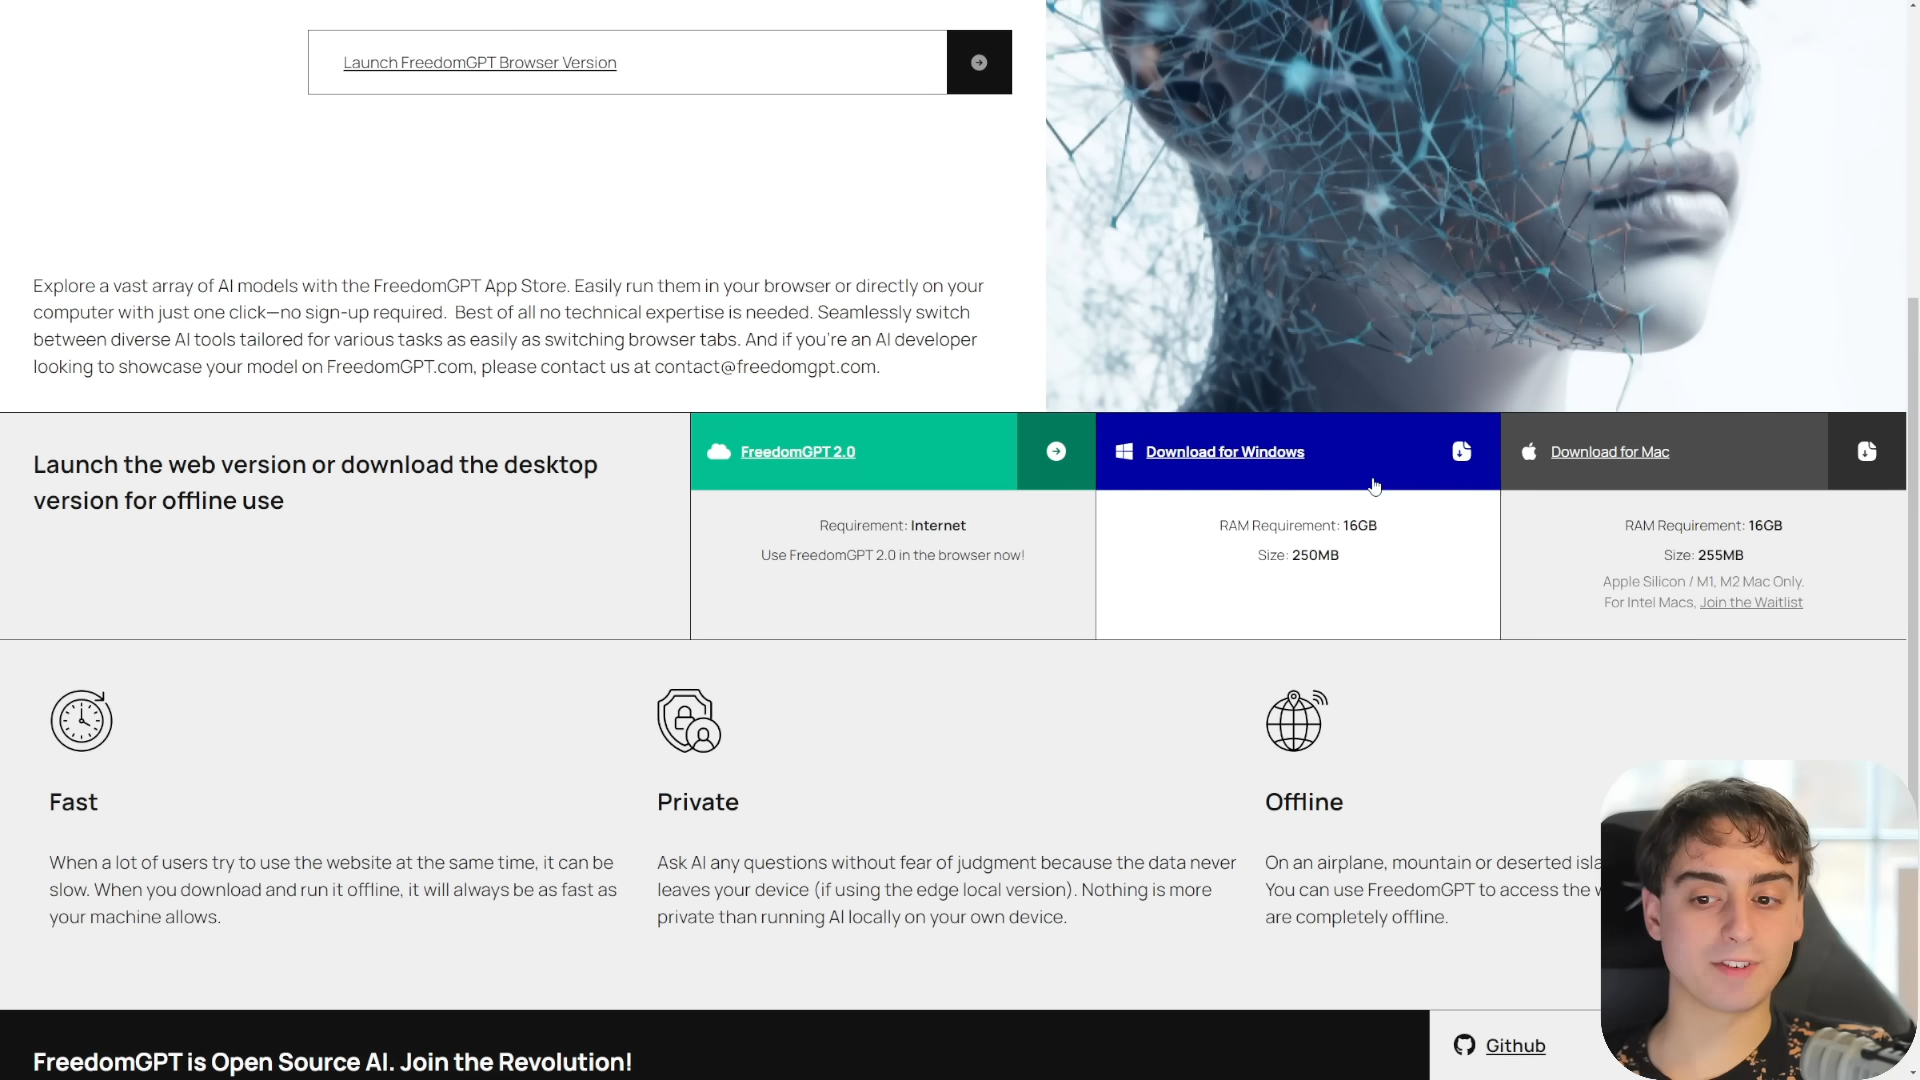 Launch FreedomGPT Browser Version
Explore a vast array of AI models with the FreedomGPT App Store. Easily run them in your browser or directly on your
computer with just one click—no sign-up required.  Best of all no technical expertise is needed. Seamlessly switch
between diverse AI tools tailored for various tasks as easily as switching browser tabs. And if you're an AI developer
looking to showcase your model on FreedomGPT.com, please contact us at contact@freedomgpt.com.
Launch the web version or download the desktop
version for offline use
FreedomGPT 2.0
Requirement: Internet
Use FreedomGPT 2.0 in the browser now!
Download for Windows
RAM Requirement: 16GB
Size: 250MB
Download for Mac
RAM Requirement: 16GB
Size: 255MB
Apple Silicon / M1, M2 Mac Only.
For Intel Macs, Join the Waitlist
Fast
When a lot of users try to use the website at the same time, it can be
slow. When you download and run it offline, it will always be as fast as
your machine allows.
Private
Ask AI any questions without fear of judgment because the data never
leaves your device (if using the edge local version). Nothing is more
private than running AI locally on your own device.
Offline
On an airplane, mountain or deserted
You can use FreedomGPT to access the
are completely offline.
FreedomGPT is Open Source AI. Join the Revolution!
Github